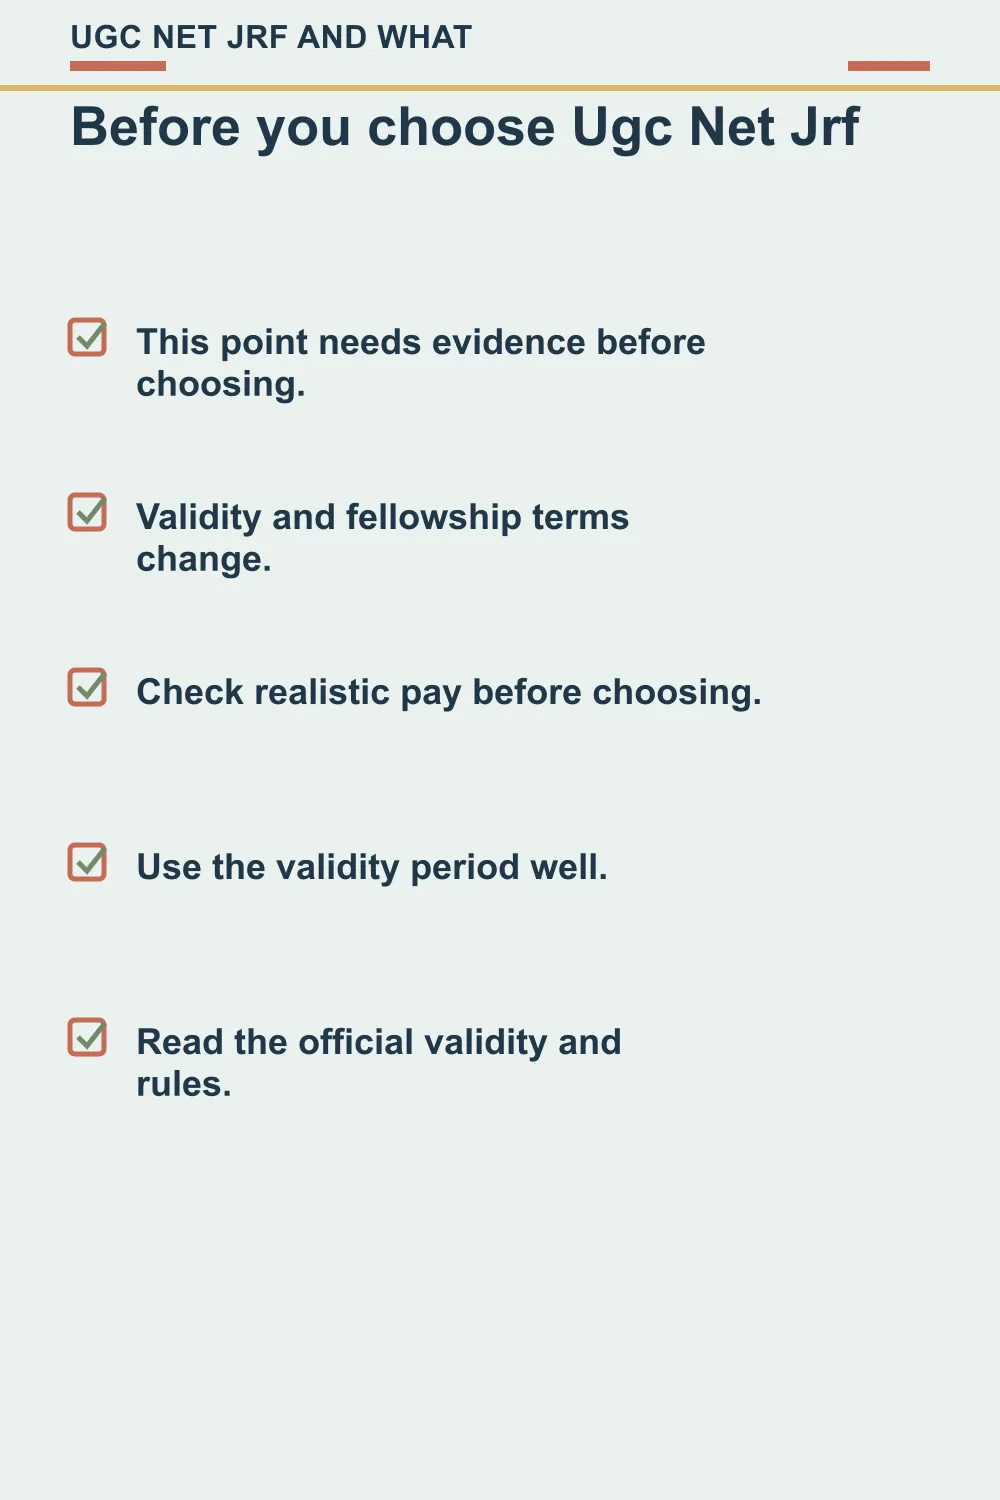 UGC NET JRF AND WHAT
Before you choose Ugc Net Jrf
This point needs evidence before
choosing.
Validity and fellowship terms
change.
Check realistic pay before choosing.
Use the validity period well.
Read the official validity and
rules.